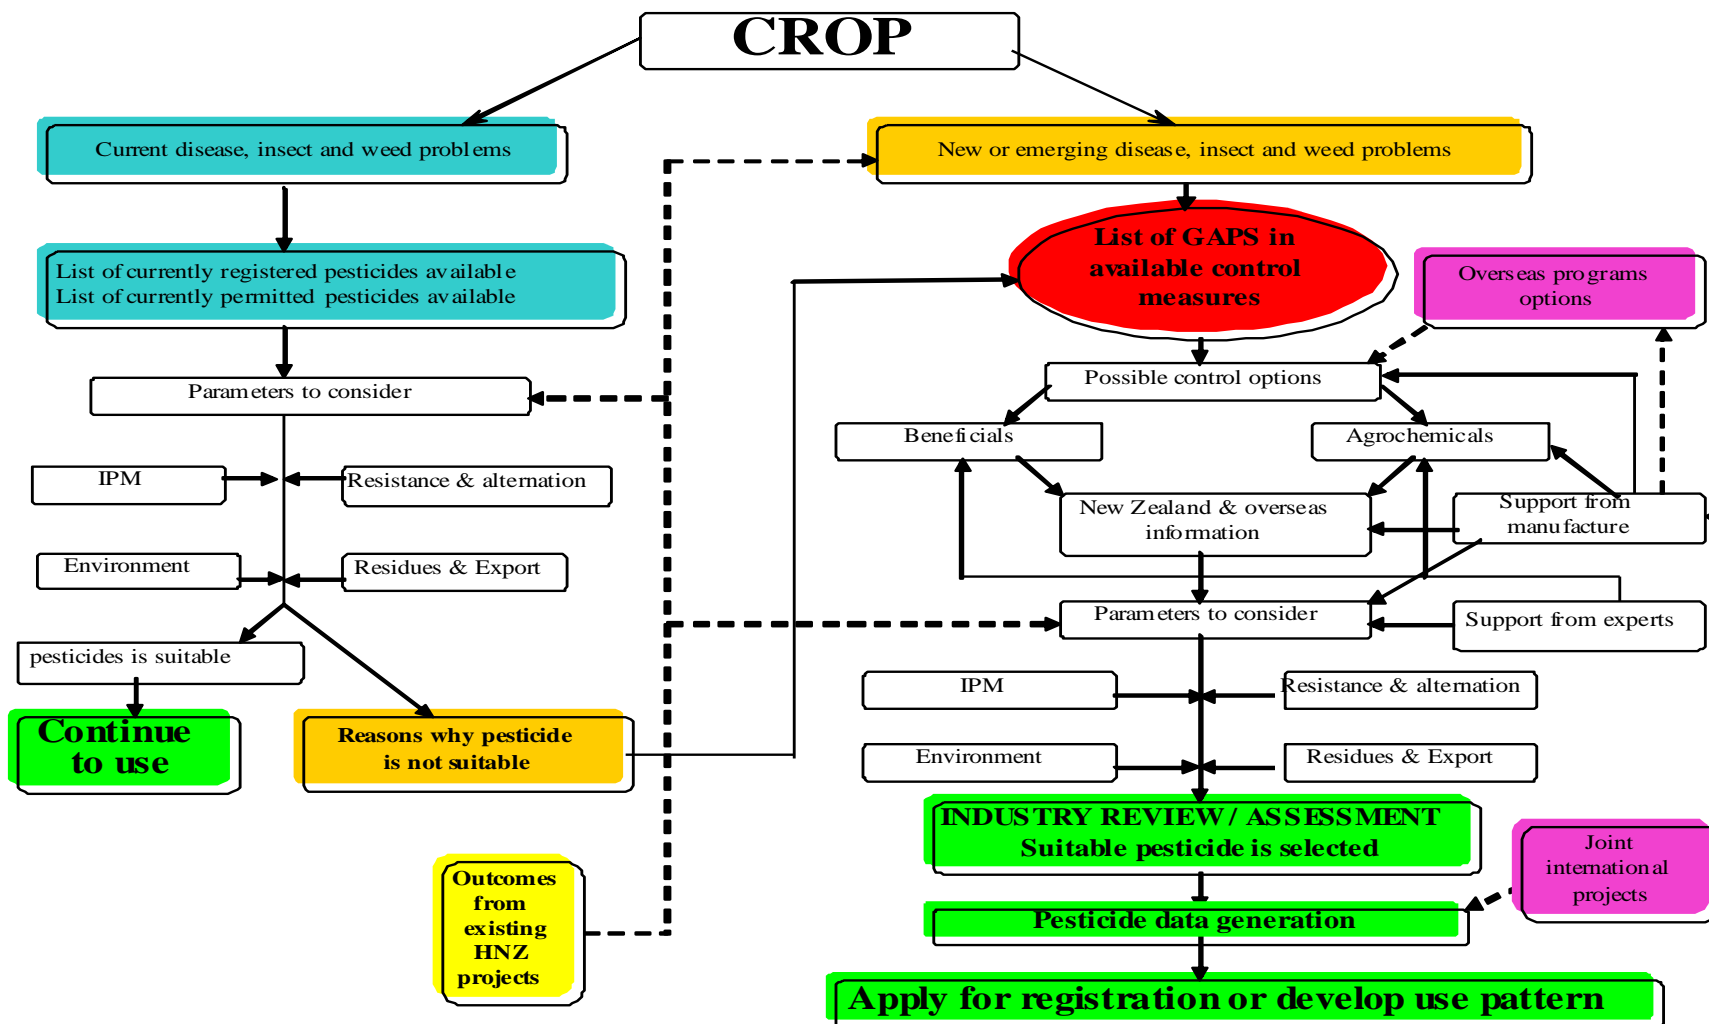 CROP
Current disease, insect and weed problems
New or emerging disease, insect and weed problems
List of currently registered pesticides available
List of currently permitted pesticides available
List of GAPS in
available control
measures
Overseas programs
options
Parameters to consider
Possible control options
Beneficials
Agrochemicals
IPM
Resistance & alternation
New Zealand & overseas
information
Support from
manufacture
Environment
Residues & Export
Parameters to consider
Support from experts
pesticides is suitable
IPM
Resistance & alternation
Continue
to use
Reasons why pesticide
is not suitable
Environment
Residues & Export
INDUSTRY REVIEW / ASSESSMENT
Suitable pesticide is selected
Joint
international
projects
Outcomes
from
existing
HNZ
projects
Pesticide data generation
Apply for registration or develop use pattern